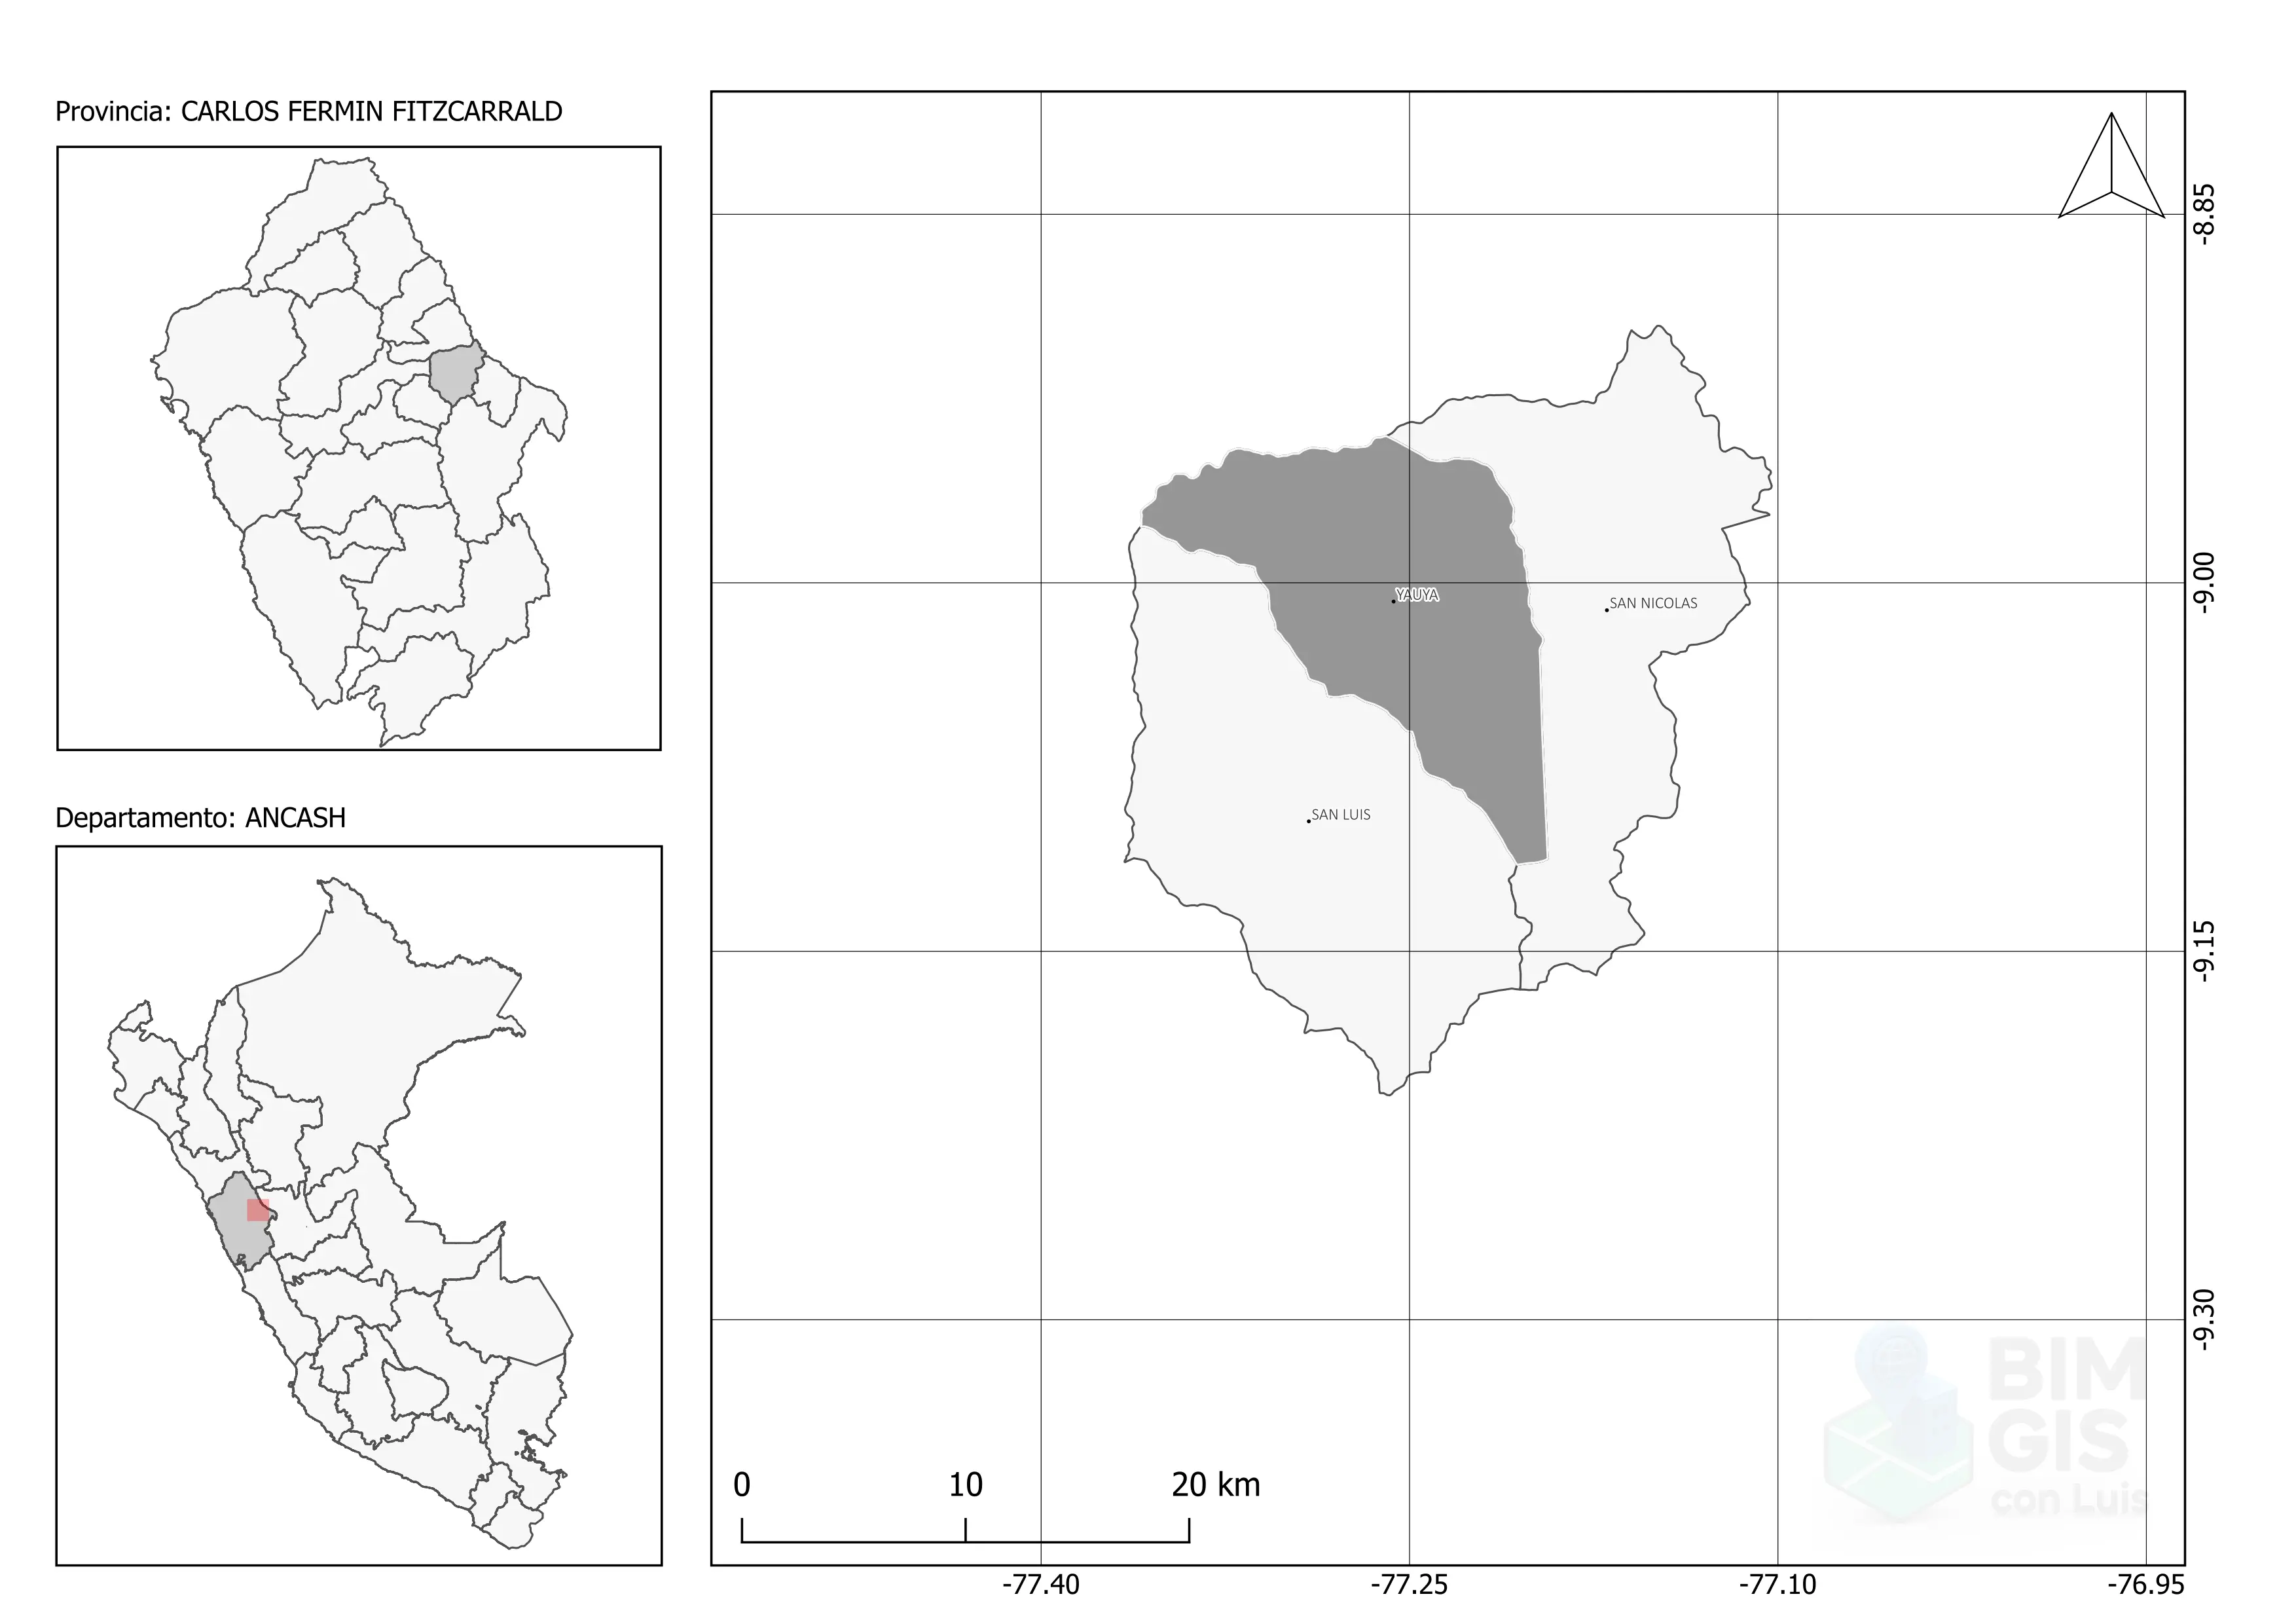 Provincia: CARLOS FERMIN FITZCARRALD
Departamento: ANCASH
-8.85
-9.00
-9.15
-9.30
YAUYA
SAN NICOLAS
SAN LUIS
BIM
GIS
con Luis
0 10 20 km
-77.40 -77.25 -77.10 -76.95